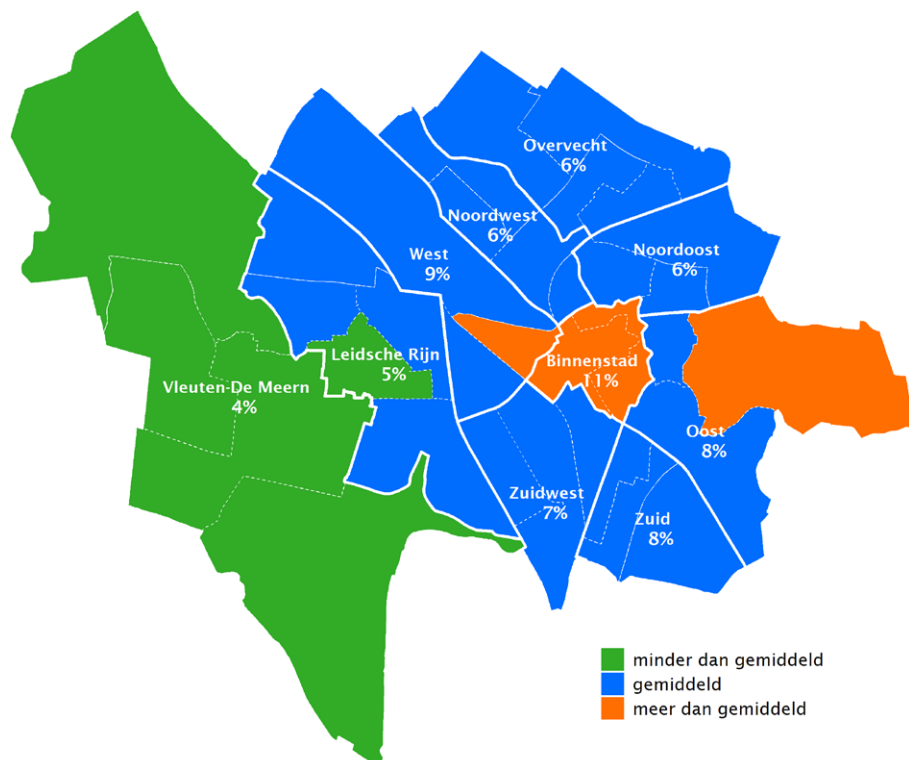 Overvecht
6%
Noordwest
6%
Noordoost
6%
West
9%
Leidsche Rijn
5%
Binnenstad
11%
Vleuten-De Meern
4%
Oost
8%
Zuidwest
7%
Zuid
8%
minder dan gemiddeld
gemiddeld
meer dan gemiddeld